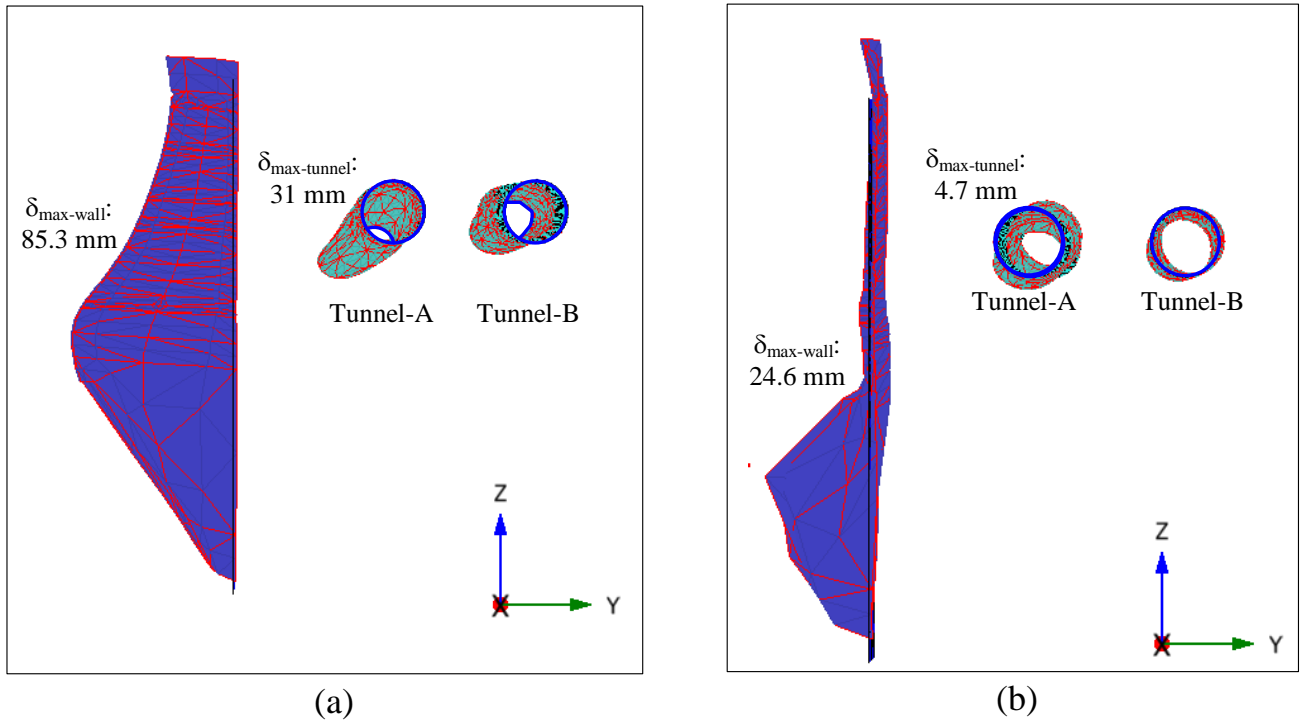 δmax-tunnel:
31 mm
δmax-wall:
85.3 mm
Tunnel-A
Tunnel-B
Z
X
Y
(a)
δmax-tunnel:
4.7 mm
Tunnel-A
Tunnel-B
δmax-wall:
24.6 mm
Z
X
Y
(b)